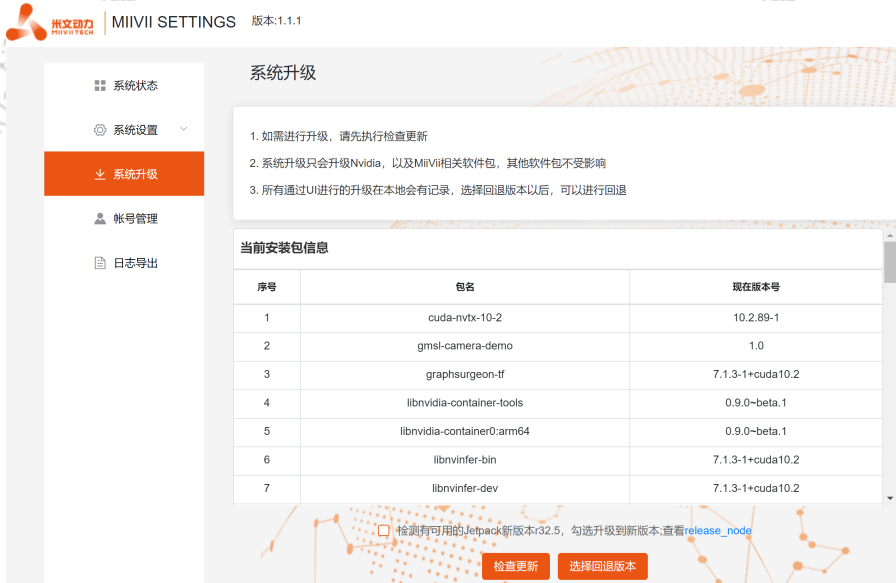 米文动力
MIIVII TECH
MIIVII SETTINGS
版本:1.1.1
系统状态
系统设置
系统升级
帐号管理
日志导出
系统升级
1. 如需进行升级，请先执行检查更新
2. 系统升级只会升级Nvidia，以及MiiVii相关软件包，其他软件包不受影响
3. 所有通过UI进行的升级在本地会有记录，选择回退版本以后，可以进行回退
当前安装包信息
序号 包名 现在版本号
1 cuda-nvtx-10-2 10.2.89-1
2 gmsl-camera-demo 1.0
3 graphsurgeon-tf 7.1.3-1+cuda10.2
4 libnvidia-container-tools 0.9.0~beta.1
5 libnvidia-container0:arm64 0.9.0~beta.1
6 libnvinfer-bin 7.1.3-1+cuda10.2
7 libnvinfer-dev 7.1.3-1+cuda10.2
检测有可用的Jetpack新版本r32.5，勾选升级到新版本;查看release_node
检查更新 选择回退版本